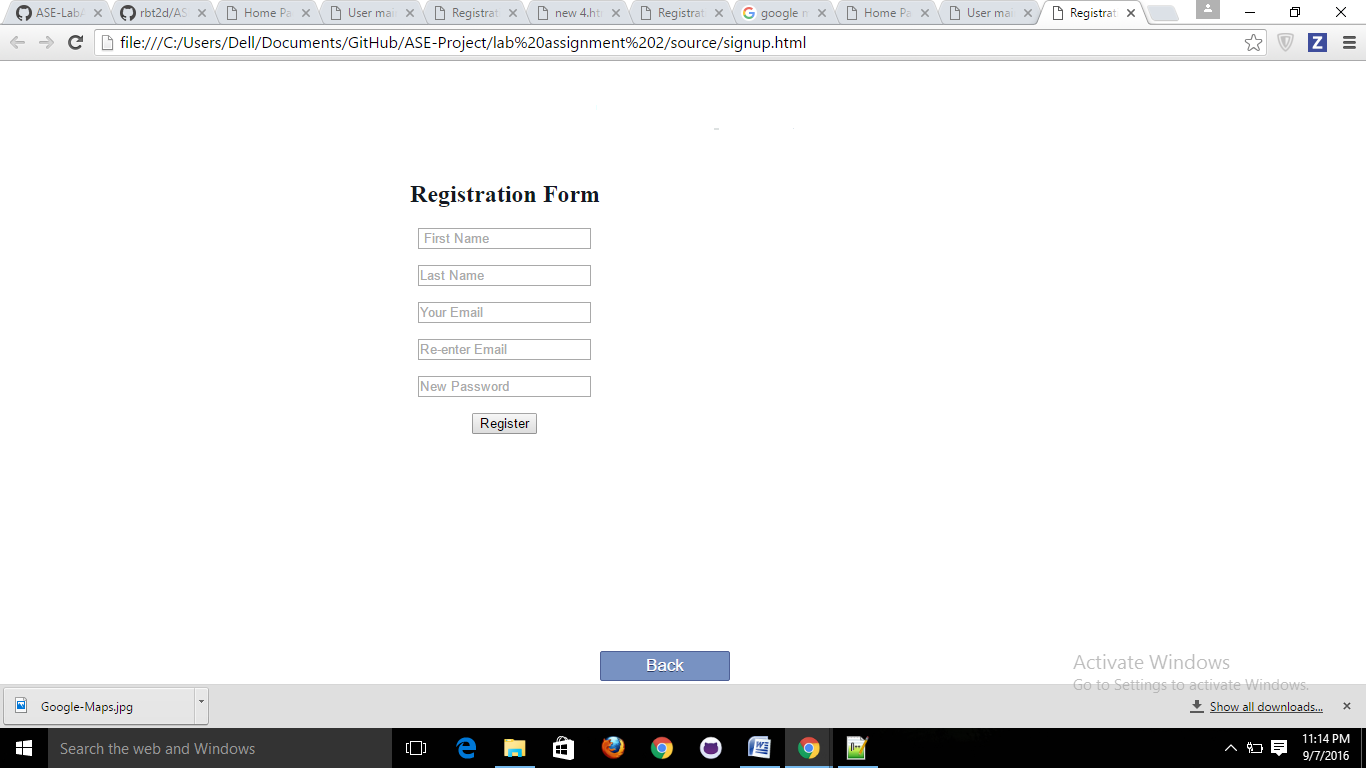 ASE-Lab
rbt2d/AS
Home Pa
User mai
Registrat
new 4.ht
Registrat
google m
Home Pa
User mai
Registrat
file:///C:/Users/Dell/Documents/GitHub/ASE-Project/lab%20assignment%202/source/signup.html
Z
Registration Form
First Name
Last Name
Your Email
Re-enter Email
New Password
Register
Back
Activate Windows
Go to Settings to activate Windows.
Google-Maps.jpg
Show all downloads...
Search the web and Windows
11:14 PM
9/7/2016